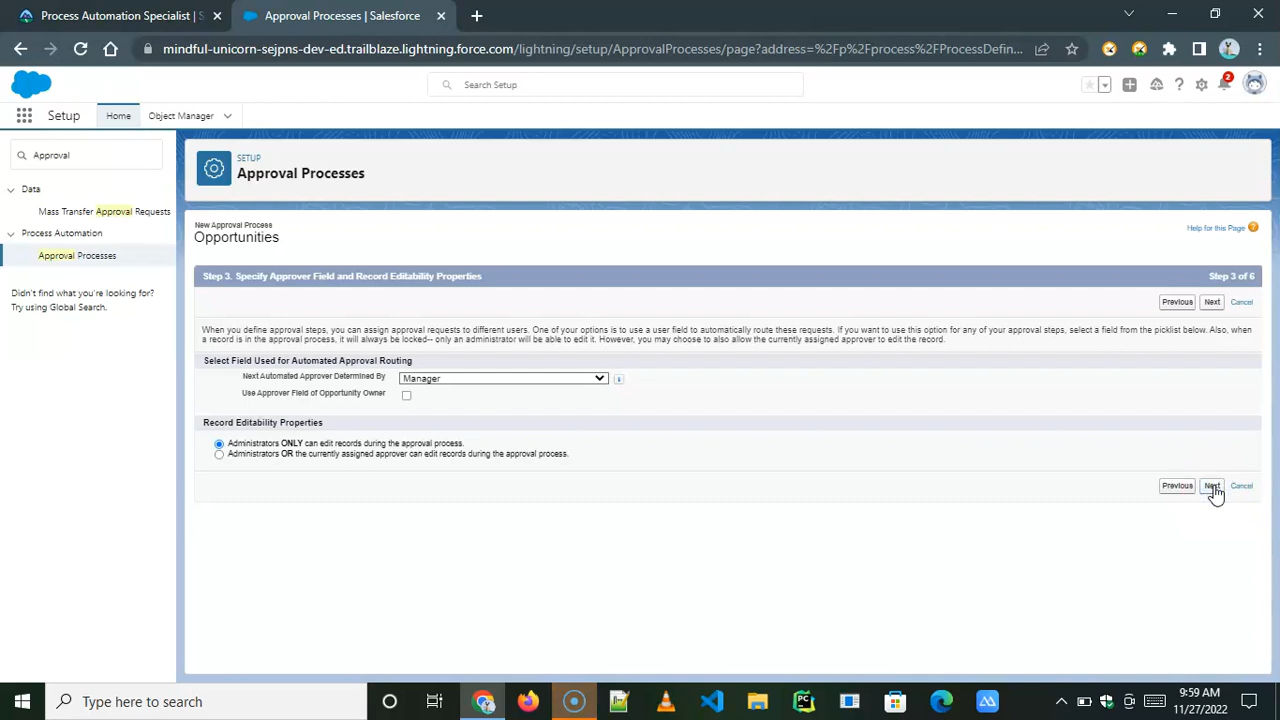 Process Automation Specialist | S
Approval Processes | Salesforce
mindful-unicorn-sejpns-dev-ed.trailblaze.lightning.force.com/lightning/setup/ApprovalProcesses/page?address=%2Fp%2Fprocess%2FProcessDefin...
Search Setup
2
Setup
Home
Object Manager
Approval
Data
Mass Transfer Approval Requests
Process Automation
Approval Processes
Didn't find what you're looking for?
Try using Global Search.
SETUP
Approval Processes
New Approval Process
Opportunities
Help for this Page
Step 3. Specify Approver Field and Record Editability Properties
Step 3 of 6
Previous Next Cancel
When you define approval steps, you can assign approval requests to different users. One of your options is to use a user field to automatically route these requests. If you want to use this option for any of your approval steps, select a field from the picklist below. Also, when
a record is in the approval process, it will always be locked-- only an administrator will be able to edit it. However, you may choose to also allow the currently assigned approver to edit the record.
Select Field Used for Automated Approval Routing
Next Automated Approver Determined By Manager
Use Approver Field of Opportunity Owner
Record Editability Properties
Administrators ONLY can edit records during the approval process.
Administrators OR the currently assigned approver can edit records during the approval process.
Previous Next Cancel
Type here to search
9:59 AM
11/27/2022